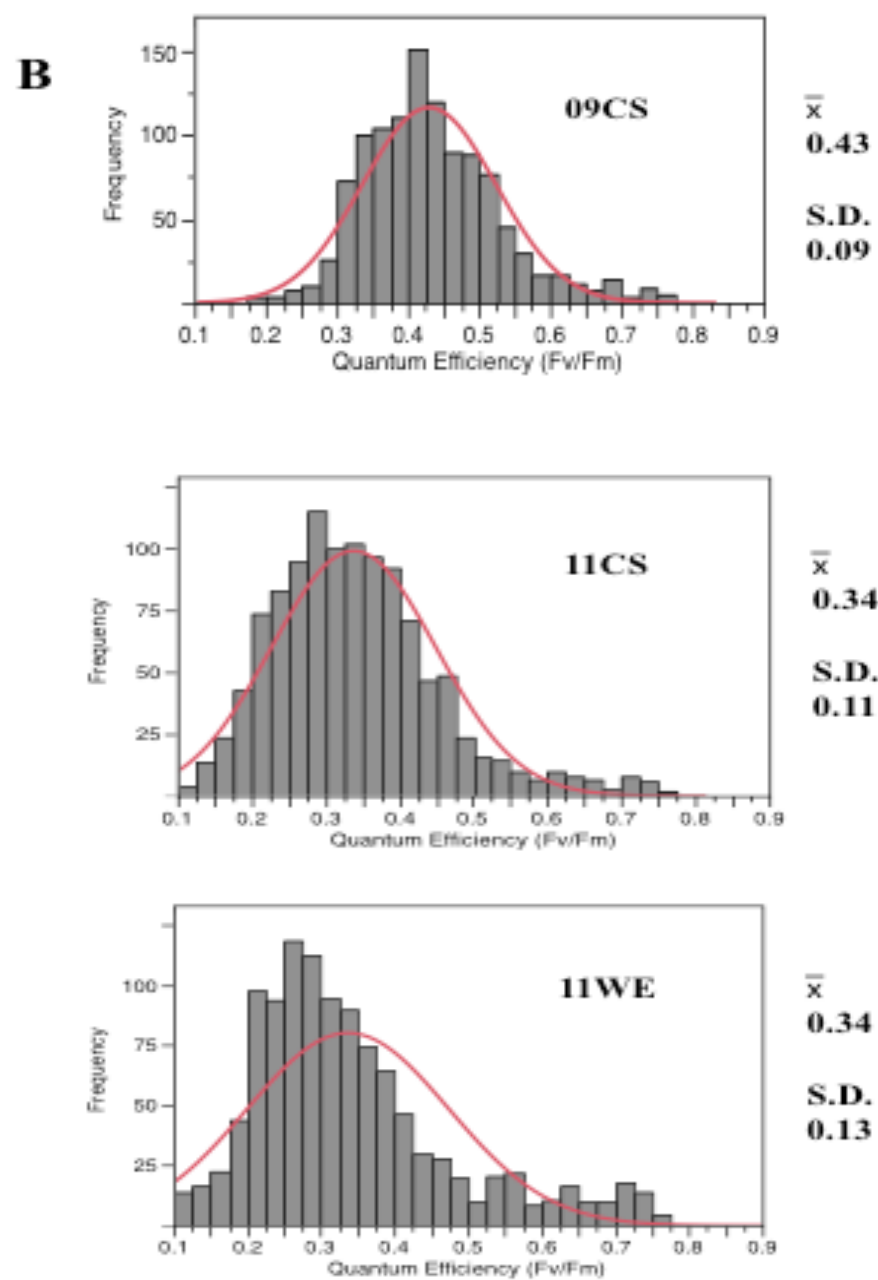 B
150
100
50
Frequency
09CS
x̄
0.43
S.D.
0.09
0.1 0.2 0.3 0.4 0.5 0.6 0.7 0.8 0.9
Quantum Efficiency (Fv/Fm)
100
75
50
25
Frequency
11CS
x̄
0.34
S.D.
0.11
0.1 0.2 0.3 0.4 0.5 0.6 0.7 0.8 0.9
Quantum Efficiency (Fv/Fm)
100
75
50
25
Frequency
11WE
x̄
0.34
S.D.
0.13
0.1 0.2 0.3 0.4 0.5 0.6 0.7 0.8 0.9
Quantum Efficiency (Fv/Fm)